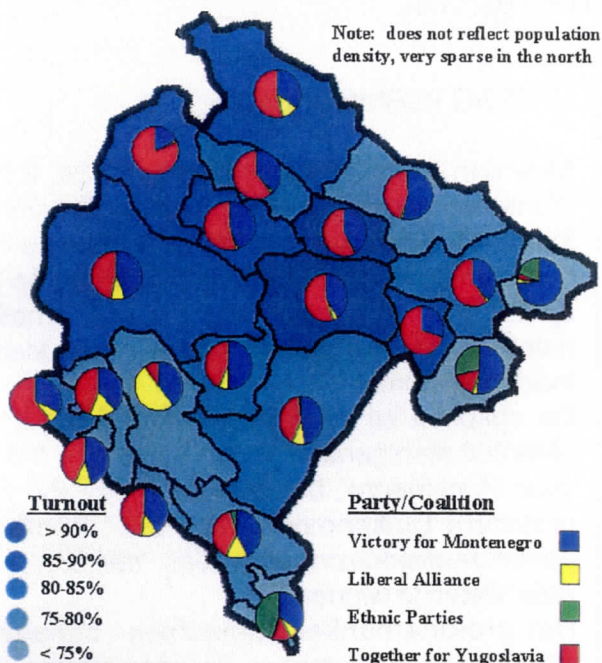 Note: does not reflect population
density, very sparse in the north
Turnout
> 90%
85-90%
80-85%
75-80%
< 75%
Party/Coalition
Victory for Montenegro
Liberal Alliance
Ethnic Parties
Together for Yugoslavia